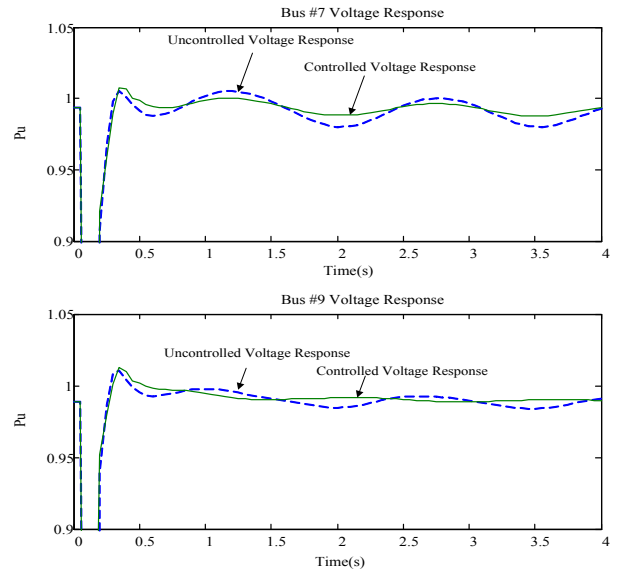 Bus #7 Voltage Response
1.05
Uncontrolled Voltage Response
Controlled Voltage Response
1
Pu
0.95
0.9
0 0.5 1 1.5 2 2.5 3 3.5 4
Time(s)
Bus #9 Voltage Response
1.05
Uncontrolled Voltage Response
Controlled Voltage Response
1
Pu
0.95
0.9
0 0.5 1 1.5 2 2.5 3 3.5 4
Time(s)